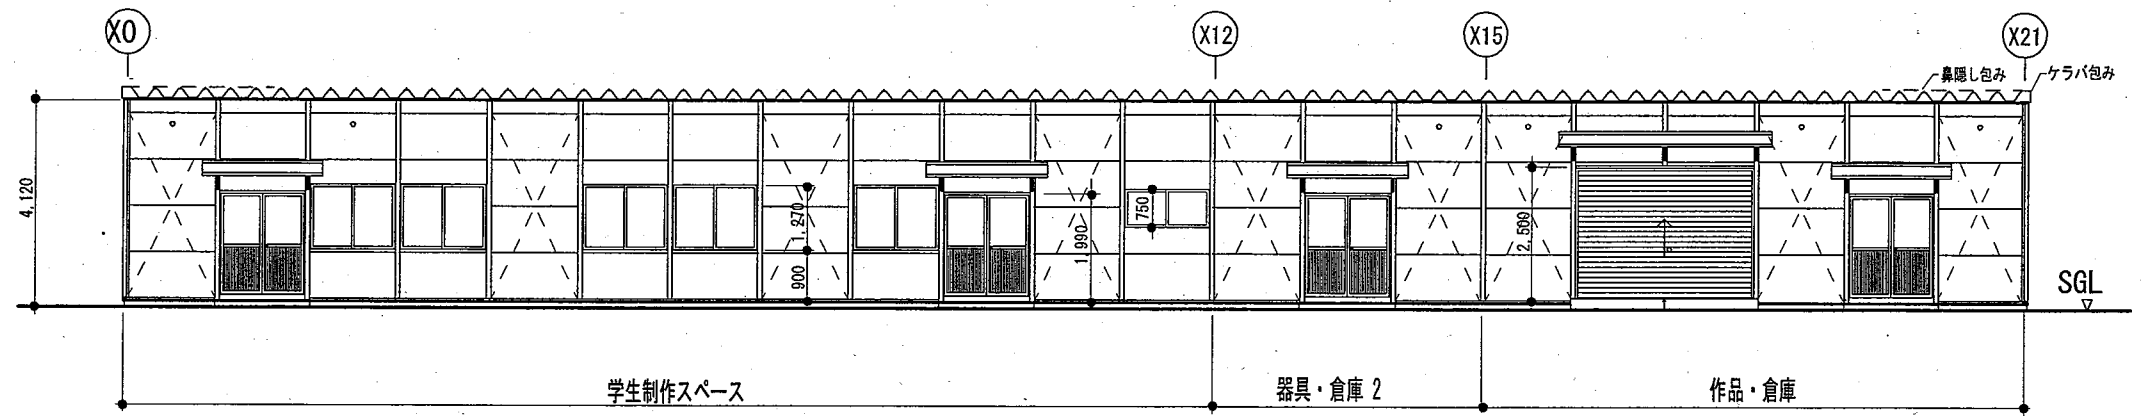 X0
X12
X15
X21
鼻隠し包み
ケラバ包み
4,120
1,270
900
1,990
750
2,500
SGL
学生制作スペース
器具・倉庫 2
作品・倉庫